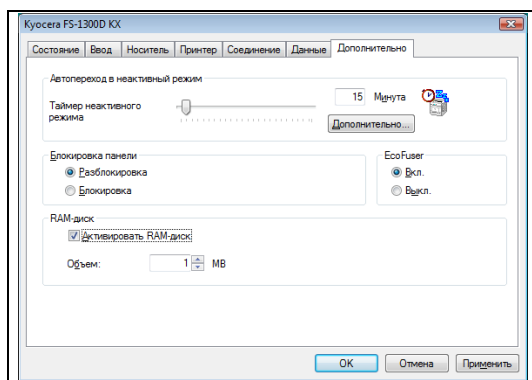 Kyocera FS-1300D KX
Состояние Ввод Носитель Принтер Соединение Данные Дополнительно
Автопереход в неактивный режим
Таймер неактивного режима
15 Минута
Дополнительно...
Блокировка панели
Разблокировка
Блокировка
EcoFuser
Вкл.
Выкл.
RAM-диск
Активировать RAM-диск
Объем: 1 MB
OK Отмена Применить